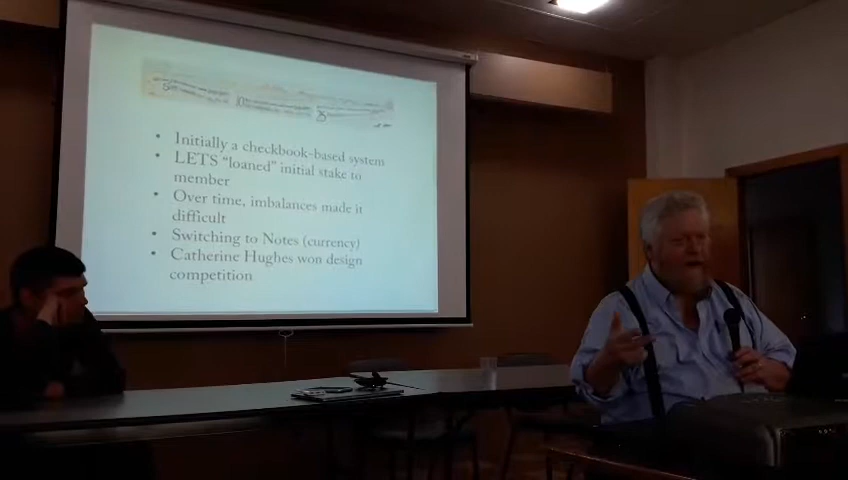 • Initially a checkbook-based system
• LETS “loaned” initial stake to
member
• Over time, imbalances made it
difficult
• Switching to Notes (currency)
• Catherine Hughes won design
competition